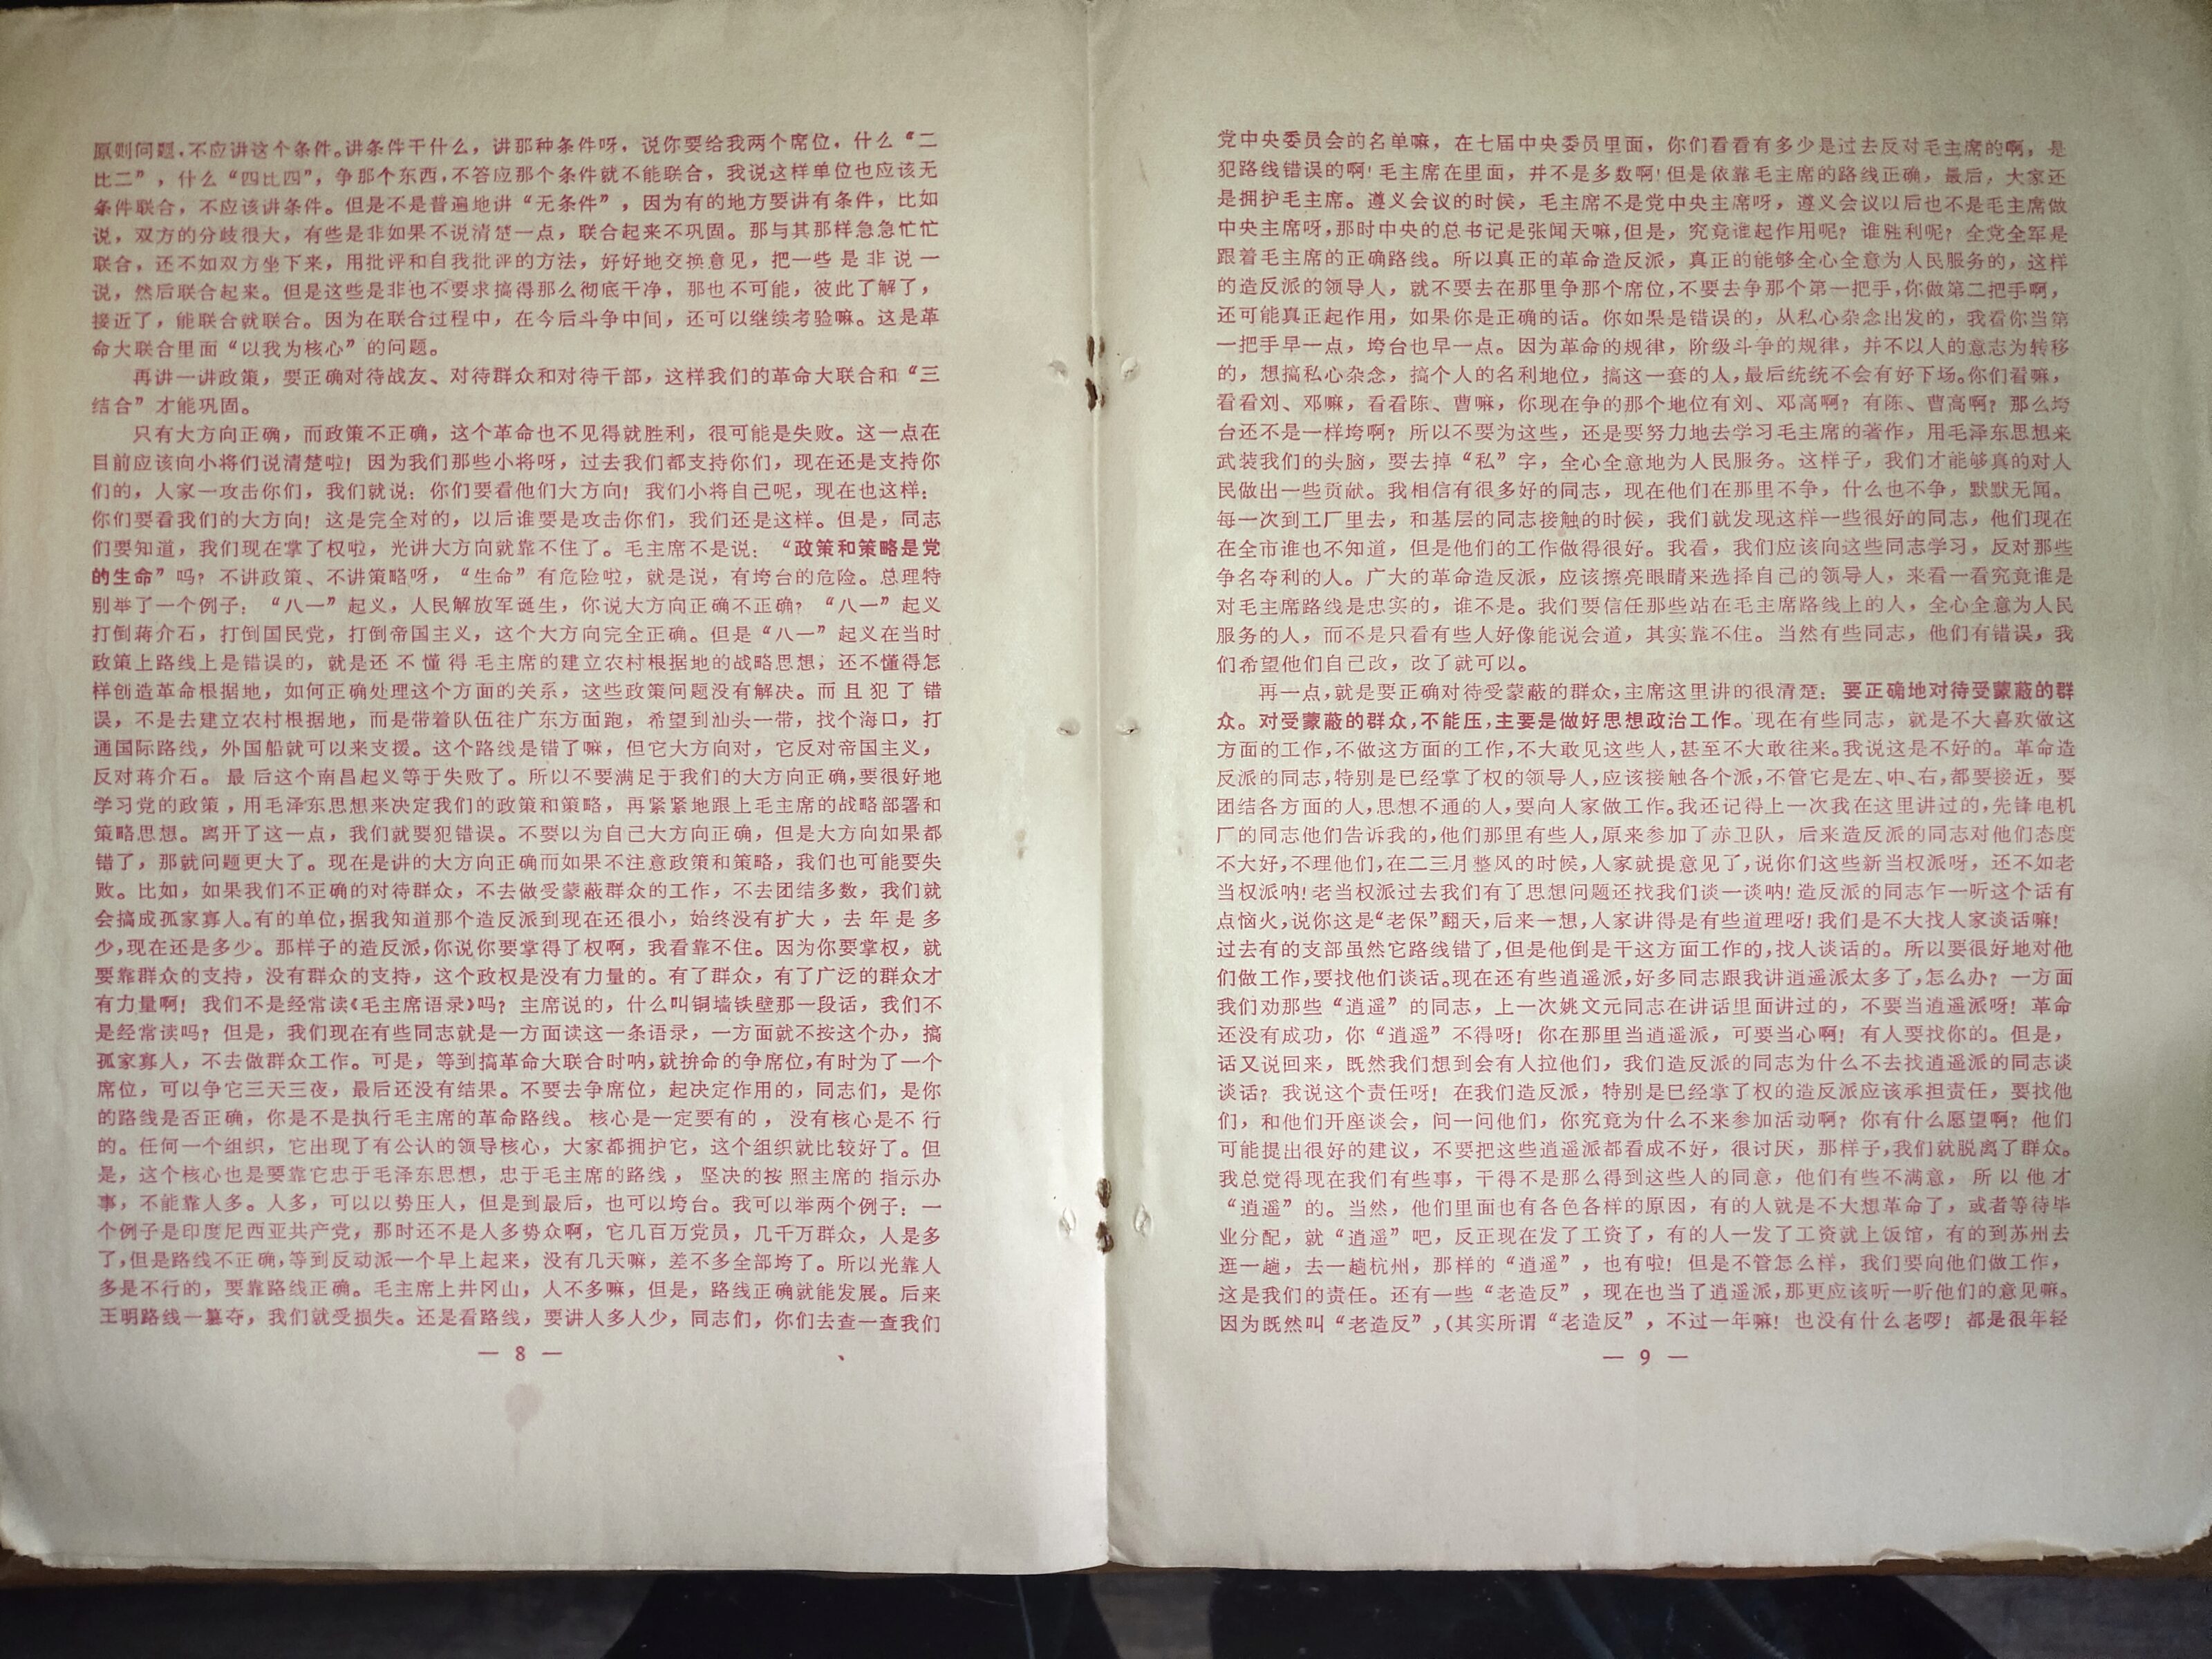 原则问题，不应讲这个条件。讲条件干什么，讲那种条件呀，说你要给我两个席位，什么“二
比二”，什么“四比四”，争那个东西，不答应那个条件就不能联合，我说这样单位也应该无
条件联合，不应该讲条件。但是不是普遍地讲“无条件”，因为有的地方要讲有条件，比如
说，双方的分歧很大，有些是非如果不说清楚一点，联合起来不巩固。那与其那样急急忙忙
联合，还不如双方坐下来，用批评和自我批评的方法，好好地交换意见，把一些是非说一
说，然后联合起来。但是这些是非也不要求搞得那么彻底干净，那也不可能，彼此了解了，
接近了，能联合就联合。因为在联合过程中，在今后斗争中间，还可以继续考验嘛。这是革
命大联合里面“以我为核心”的问题。
再讲一讲政策，要正确对待战友、对待群众和对待干部，这样我们的革命大联合和“三
结合”才能巩固。
只有大方向正确，而政策不正确，这个革命也不见得就胜利，很可能是失败。这一点在
目前应该向小将们说清楚啦！因为我们那些小将呀，过去我们都支持你们，现在还是支持你
们的，人家一攻击你们，我们就说：你们要看他们大方向！我们小将自己呢，现在也这样：
你们要看我们的大方向！这是完全对的，以后谁要是攻击你们，我们还是这样。但是，同志
们要知道，我们现在掌了权啦，光讲大方向就靠不住了。毛主席不是说：“政策和策略是党
的生命”吗？不讲政策、不讲策略呀，“生命”有危险啦，就是说，有垮台的危险。总理特
别举了一个例子：“八一”起义，人民解放军诞生，你说大方向正确不正确？“八一”起义
打倒蒋介石，打倒国民党，打倒帝国主义，这个大方向完全正确。但是“八一”起义在当时
政策上路线上是错误的，就是还不懂得毛主席的建立农村根据地的战略思想；还不懂得怎
样创造革命根据地，如何正确处理这个方面的关系，这些政策问题没有解决。而且犯了错
误，不是去建立农村根据地，而是带着队伍往广东方面跑，希望到汕头一带，找个海口，打
通国际路线，外国船就可以来支援。这个路线是错了嘛，但它大方向对，它反对帝国主义，
反对蒋介石。最后这个南昌起义等于失败了。所以不要满足于我们的大方向正确，要很好地
学习党的政策，用毛泽东思想来决定我们的政策和策略，再紧紧地跟上毛主席的战略部署和
策略思想。离开了这一点，我们就要犯错误。不要以为自己大方向正确，但是大方向如果都
错了，那就问题更大了。现在是讲的大方向正确而如果不注意政策和策略，我们也可能要失
败。比如，如果我们不正确的对待群众，不去做受蒙蔽群众的工作，不去团结多数，我们就
会搞成孤家寡人。有的单位，据我知道那个造反派到现在还很小，始终没有扩大，去年是多
少，现在还是多少。那样子的造反派，你说你要掌得了权啊，我看靠不住。因为你要掌权，就
要靠群众的支持，没有群众的支持，这个政权是没有力量的。有了群众，有了广泛的群众才
有力量啊！我们不是经常读《毛主席语录》吗？主席说的，什么叫铜墙铁壁那一段话，我们不
是经常读吗？但是，我们现在有些同志就是一方面读这一条语录，一方面就不按这个办，搞
孤家寡人，不去做群众工作。可是，等到搞革命大联合时呐，就拚命的争席位，有时为了一个
席位，可以争它三天三夜，最后还没有结果。不要去争席位，起决定作用的，同志们，是你
的路线是否正确，你是不是执行毛主席的革命路线。核心是一定要有的，没有核心是不行
的。任何一个组织，它出现了有公认的领导核心，大家都拥护它，这个组织就比较好了。但
是，这个核心也是要靠它忠于毛泽东思想，忠于毛主席的路线，坚决的按照主席的指示办
事，不能靠人多。人多，可以以势压人，但是到最后，也可以垮台。我可以举两个例子：一
个例子是印度尼西亚共产党，那时还不是人多势众啊，它几百万党员，几千万群众，人是多
了，但是路线不正确，等到反动派一个早上起来，没有几天嘛，差不多全部垮了。所以光靠人
多是不行的，要靠路线正确。毛主席上井冈山，人不多嘛，但是，路线正确就能发展。后来
王明路线一篡夺，我们就受损失。还是看路线，要讲人多人少，同志们，你们去查一查我们
— 8 —
党中央委员会的名单嘛，在七届中央委员里面，你们看看有多少是过去反对毛主席的啊，是
犯路线错误的啊！毛主席在里面，并不是多数啊！但是依靠毛主席的路线正确，最后，大家还
是拥护毛主席。遵义会议的时候，毛主席不是党中央主席呀，遵义会议以后也不是毛主席做
中央主席呀，那时中央的总书记是张闻天嘛，但是，究竟谁起作用呢？谁胜利呢？全党全军是
跟着毛主席的正确路线。所以真正的革命造反派，真正的能够全心全意为人民服务的，这样
的造反派的领导人，就不要去在那里争那个席位，不要去争那个第一把手，你做第二把手啊，
还可能真正起作用，如果你是正确的话。你如果是错误的，从私心杂念出发的，我看你当第
一把手早一点，垮台也早一点。因为革命的规律，阶级斗争的规律，并不以人的意志为转移
的，想搞私心杂念，搞个人的名利地位，搞这一套的人，最后统统不会有好下场。你们看嘛，
看看刘、邓嘛，看看陈、曹嘛，你现在争的那个地位有刘、邓高啊？有陈、曹高啊？那么垮
台还不是一样垮啊？所以不要为这些，还是要努力地去学习毛主席的著作，用毛泽东思想来
武装我们的头脑，要去掉“私”字，全心全意地为人民服务。这样子，我们才能够真的对人
民做出一些贡献。我相信有很多好的同志，现在他们在那里不争，什么也不争，默默无闻。
每一次到工厂里去，和基层的同志接触的时候，我们就发现这样一些很好的同志，他们现在
在全市谁也不知道，但是他们的工作做得很好。我看，我们应该向这些同志学习，反对那些
争名夺利的人。广大的革命造反派，应该擦亮眼睛来选择自己的领导人，来看一看究竟谁是
对毛主席路线是忠实的，谁不是。我们要信任那些站在毛主席路线上的人，全心全意为人民
服务的人，而不是只看有些人好像能说会道，其实靠不住。当然有些同志，他们有错误，我
们希望他们自己改，改了就可以。
再一点，就是要正确对待受蒙蔽的群众，主席这里讲的很清楚：要正确地对待受蒙蔽的群
众。对受蒙蔽的群众，不能压，主要是做好思想政治工作。现在有些同志，就是不大喜欢做这
方面的工作，不做这方面的工作，不大敢见这些人，甚至不大敢往来。我说这是不好的。革命造
反派的同志，特别是已经掌了权的领导人，应该接触各个派，不管它是左、中、右，都要接近，要
团结各方面的人，思想不通的人，要向人家做工作。我还记得上一次我在这里讲过的，先锋电机
厂的同志他们告诉我的，他们那里有些人，原来参加了赤卫队，后来造反派的同志对他们态度
不大好，不理他们，在二三月整风的时候，人家就提意见了，说你们这些新当权派呀，还不如老
当权派呐！老当权派过去我们有了思想问题还找我们谈一谈呐！造反派的同志乍一听这个话有
点恼火，说你这是“老保”翻天，后来一想，人家讲得是有些道理呀！我们是不大找人家谈话嘛！
过去有的支部虽然它路线错了，但是他倒是干这方面工作的，找人谈话的。所以要很好地对他
们做工作，要找他们谈话。现在还有些逍遥派，好多同志跟我讲逍遥派太多了，怎么办？一方面
我们劝那些“逍遥”的同志，上一次姚文元同志在讲话里面讲过的，不要当逍遥派呀！革命
还没有成功，你“逍遥”不得呀！你在那里当逍遥派，可要当心啊！有人要找你的。但是，
话又说回来，既然我们想到会有人拉他们，我们造反派的同志为什么不去找逍遥派的同志谈
谈话？我说这个责任呀！在我们造反派，特别是已经掌了权的造反派应该承担责任，要找他
们，和他们开座谈会，问一问他们，你究竟为什么不来参加活动啊？你有什么愿望啊？他们
可能提出很好的建议，不要把这些逍遥派都看成不好，很讨厌，那样子，我们就脱离了群众。
我总觉得现在我们有些事，干得不是那么得到这些人的同意，他们有些不满意，所以他才
“逍遥”的。当然，他们里面也有各色各样的原因，有的人就是不大想革命了，或者等待毕
业分配，就“逍遥”吧，反正现在发了工资了，有的人一发了工资就上饭馆，有的到苏州去
逛一趟，去一趟杭州，那样的“逍遥”，也有啦！但是不管怎么样，我们要向他们做工作，
这是我们的责任。还有一些“老造反”，现在也当了逍遥派，那更应该听一听他们的意见嘛。
因为既然叫“老造反”，（其实所谓“老造反”，不过一年嘛！也没有什么老啰！都是很年轻
— 9 —